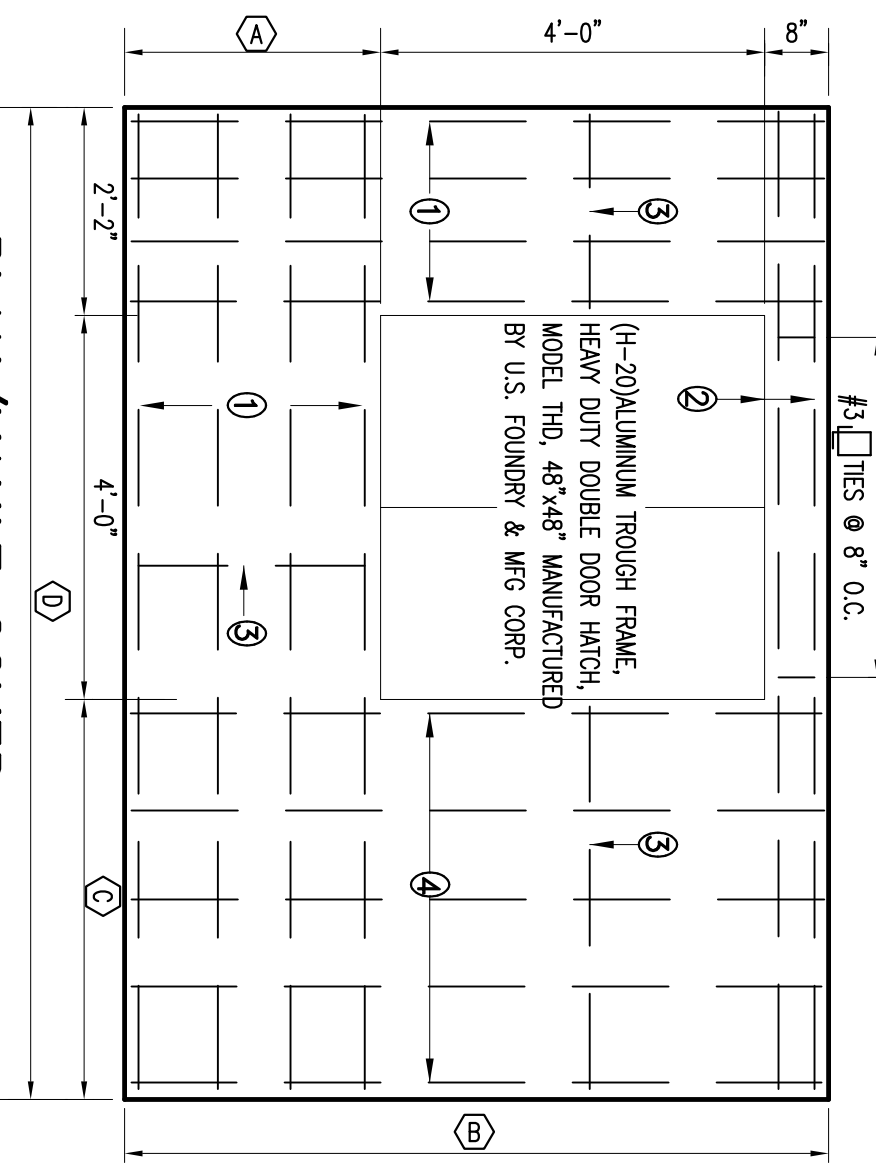 #3 TIES @ 8" O.C.
8"
4'-0"
A
3
3
2
(H-20)ALUMINUM TROUGH FRAME,
HEAVY DUTY DOUBLE DOOR HATCH,
MODEL THD, 48"x48" MANUFACTURED
BY U.S. FOUNDRY & MFG CORP.
B
1
4
1
3
2'-2"
4'-0"
C
D